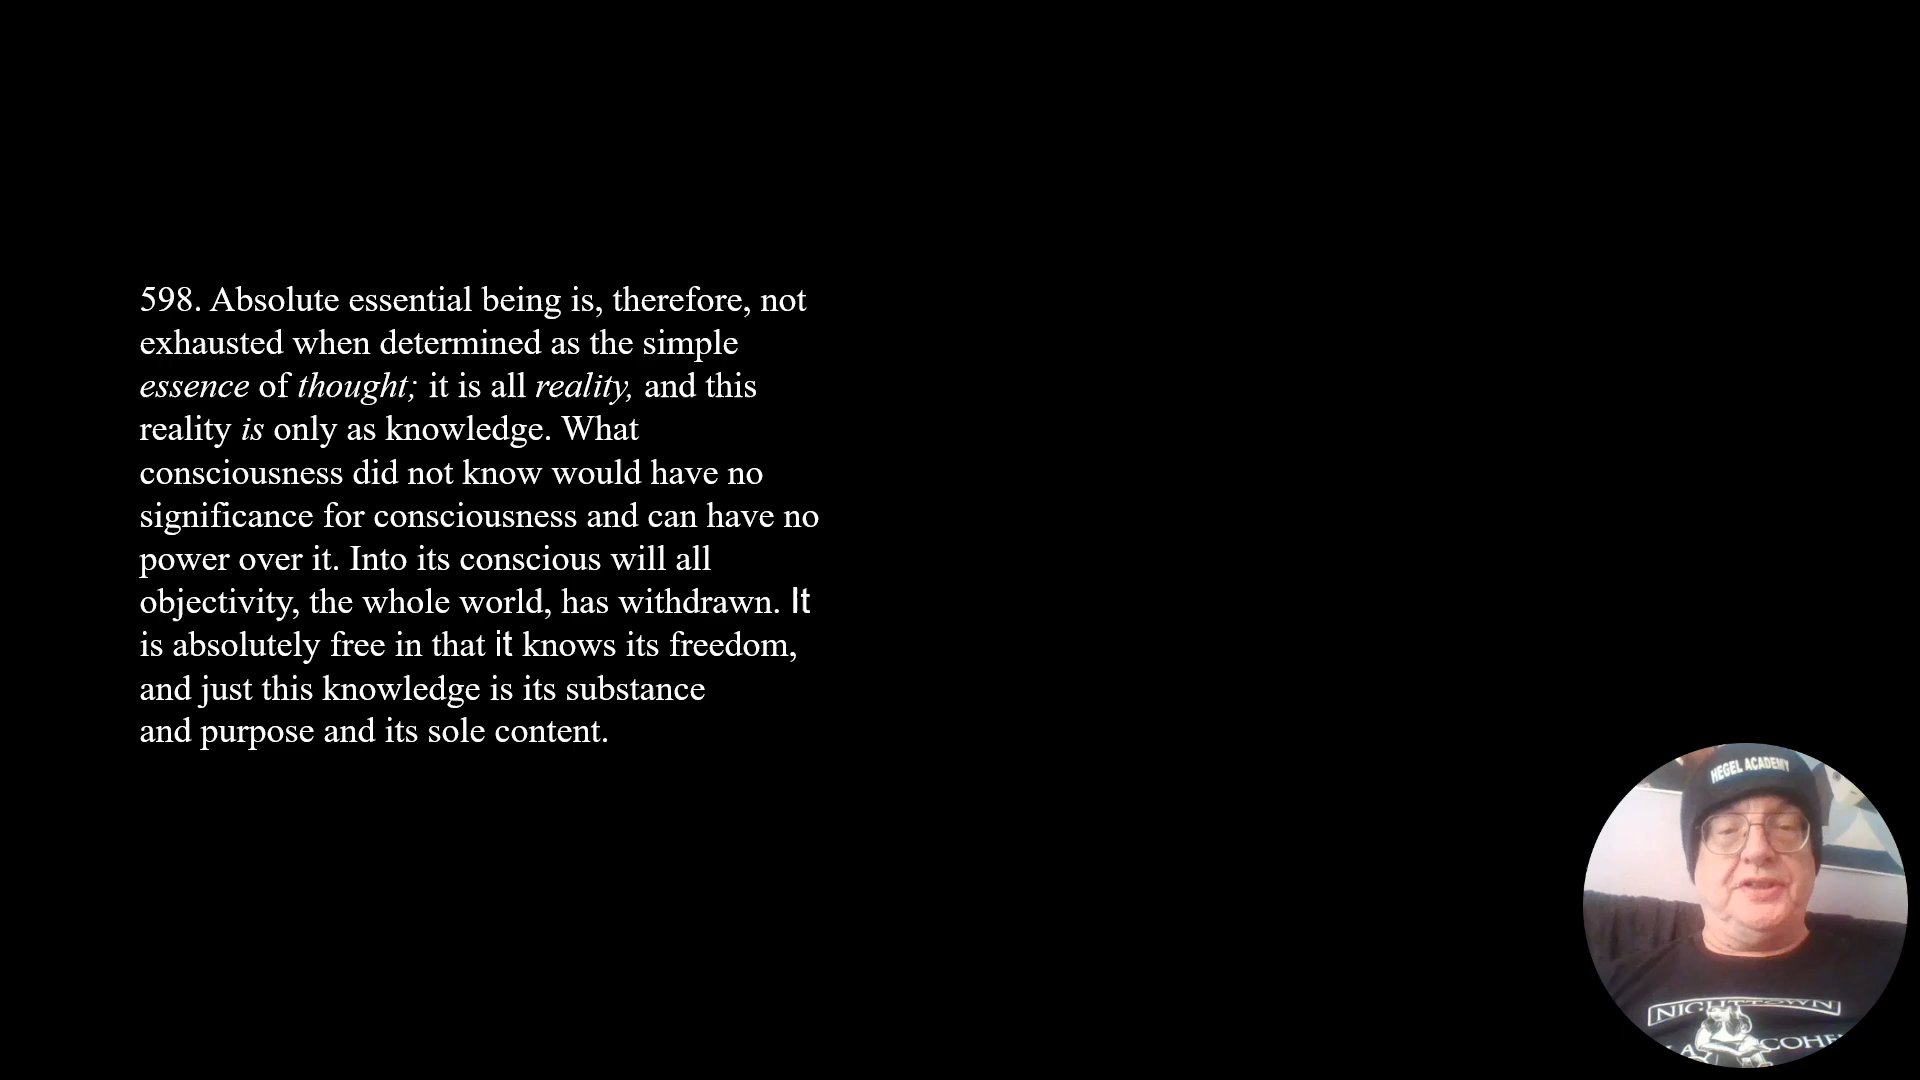 598. Absolute essential being is, therefore, not
exhausted when determined as the simple
essence of thought; it is all reality, and this
reality is only as knowledge. What
consciousness did not know would have no
significance for consciousness and can have no
power over it. Into its conscious will all
objectivity, the whole world, has withdrawn. It
is absolutely free in that it knows its freedom,
and just this knowledge is its substance
and purpose and its sole content.
HEGEL ACADEMY
NIGHTTOWN